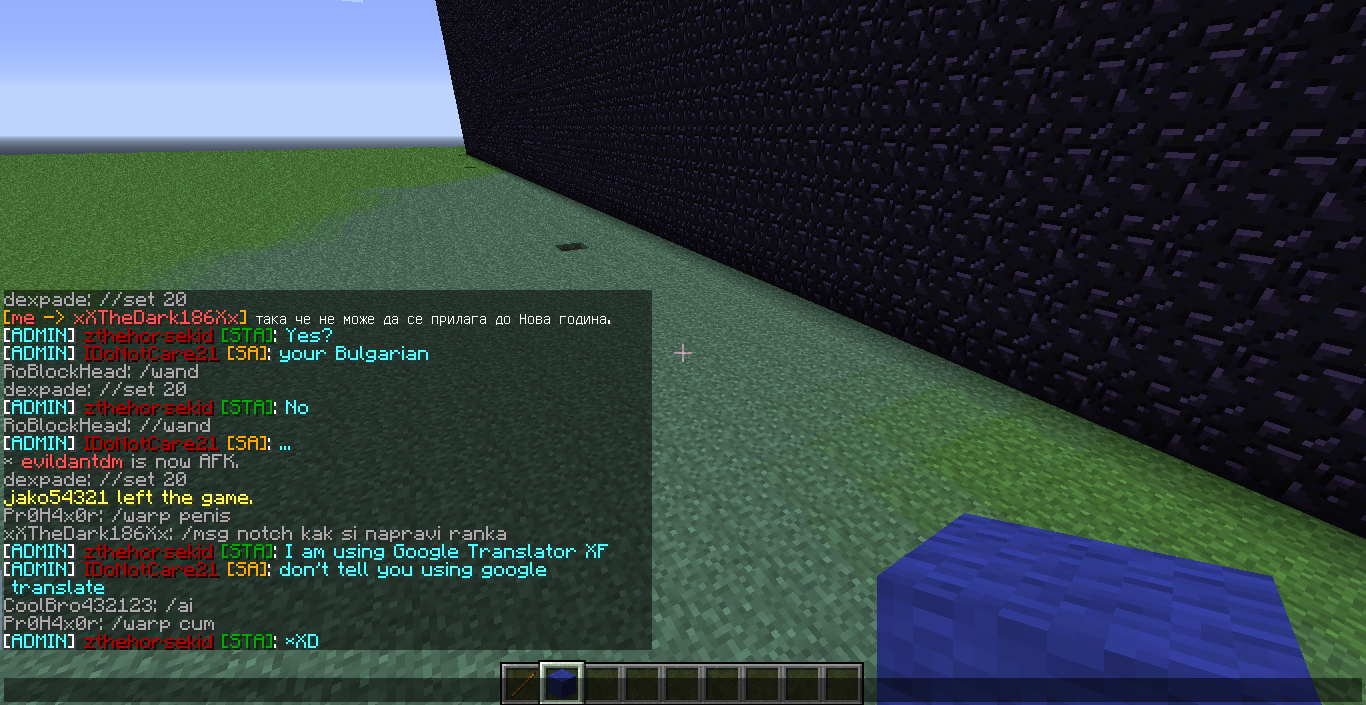 dexpade: //set 20
[me -> xXTheDark186Xx] така че не може да се прилага до Нова година.
[ADMIN] zthehorsekid [STA]: Yes?
[ADMIN] IDoNotCare21 [SA]: your Bulgarian
RoBlockHead: /wand
dexpade: //set 20
[ADMIN] zthehorsekid [STA]: No
RoBlockHead: //wand
[ADMIN] IDoNotCare21 [SA]: ...
* evildantdm is now AFK.
dexpade: //set 20
jako54321 left the game.
Pr0H4x0r: /warp penis
xXTheDark186Xx: /msg notch kak si napravi ranka
[ADMIN] zthehorsekid [STA]: I am using Google Translator XF
[ADMIN] IDoNotCare21 [SA]: don't tell you using google
translate
CoolBro432123: /ai
Pr0H4x0r: /warp cum
[ADMIN] zthehorsekid [STA]: *XD